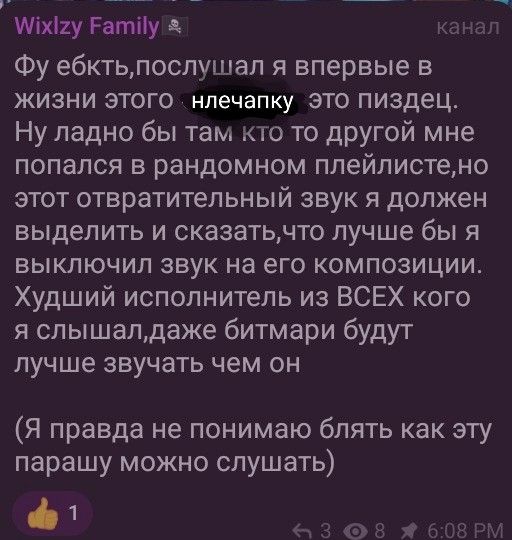 Wixlzy Family🏴‍☠️ канал
Фу ебкть,послушал я впервые в
жизни этого нлечапку это пиздец.
Ну ладно бы там кто то другой мне
попался в рандомном плейлисте,но
этот отвратительный звук я должен
выделить и сказать,что лучше бы я
выключил звук на его композиции.
Худший исполнитель из ВСЕХ кого
я слышал,даже битмари будут
лучше звучать чем он
(Я правда не понимаю блять как эту
парашу можно слушать)
👍 1
3 8 6:08 PM